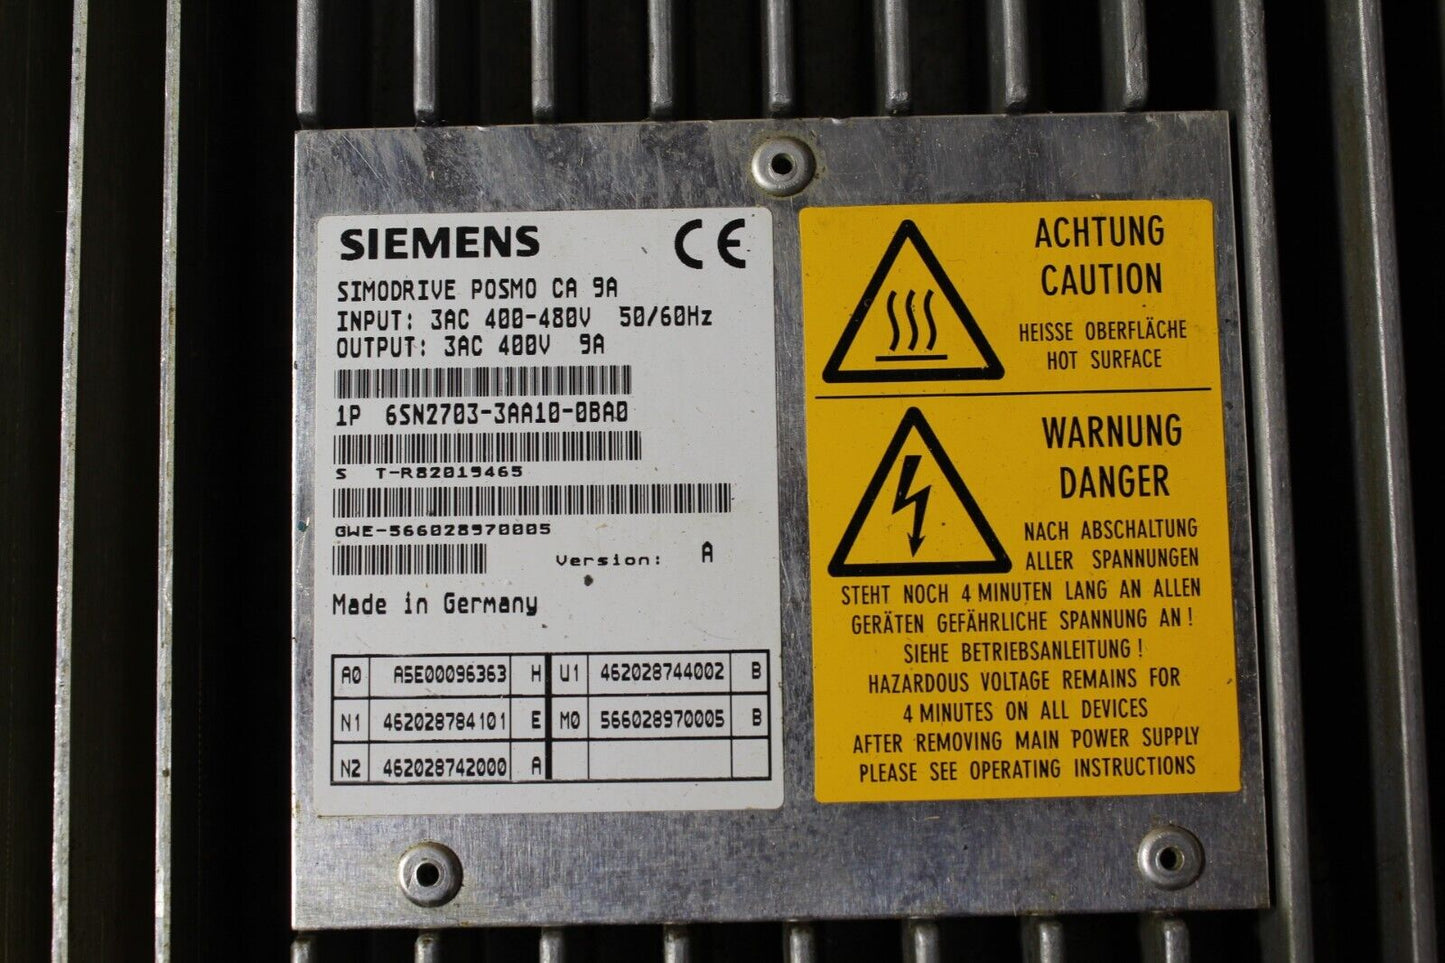 SIEMENS CE
SIMODRIVE POSMO CA 9A
INPUT: 3AC 400-480V 50/60Hz
OUTPUT: 3AC 400V 9A
1P 6SN2703-3AA10-0BA0
S T-R82019465
GWE-566028970005
Version: A
Made in Germany
A0 A5E00096363 H U1 462028744002 B
N1 462028784101 E M0 566028970005 B
N2 462028742000 A
ACHTUNG
CAUTION
HEISSE OBERFLÄCHE
HOT SURFACE
WARNUNG
DANGER
NACH ABSCHALTUNG
ALLER SPANNUNGEN
STEHT NOCH 4 MINUTEN LANG AN ALLEN
GERÄTEN GEFÄHRLICHE SPANNUNG AN !
SIEHE BETRIEBSANLEITUNG !
HAZARDOUS VOLTAGE REMAINS FOR
4 MINUTES ON ALL DEVICES
AFTER REMOVING MAIN POWER SUPPLY
PLEASE SEE OPERATING INSTRUCTIONS